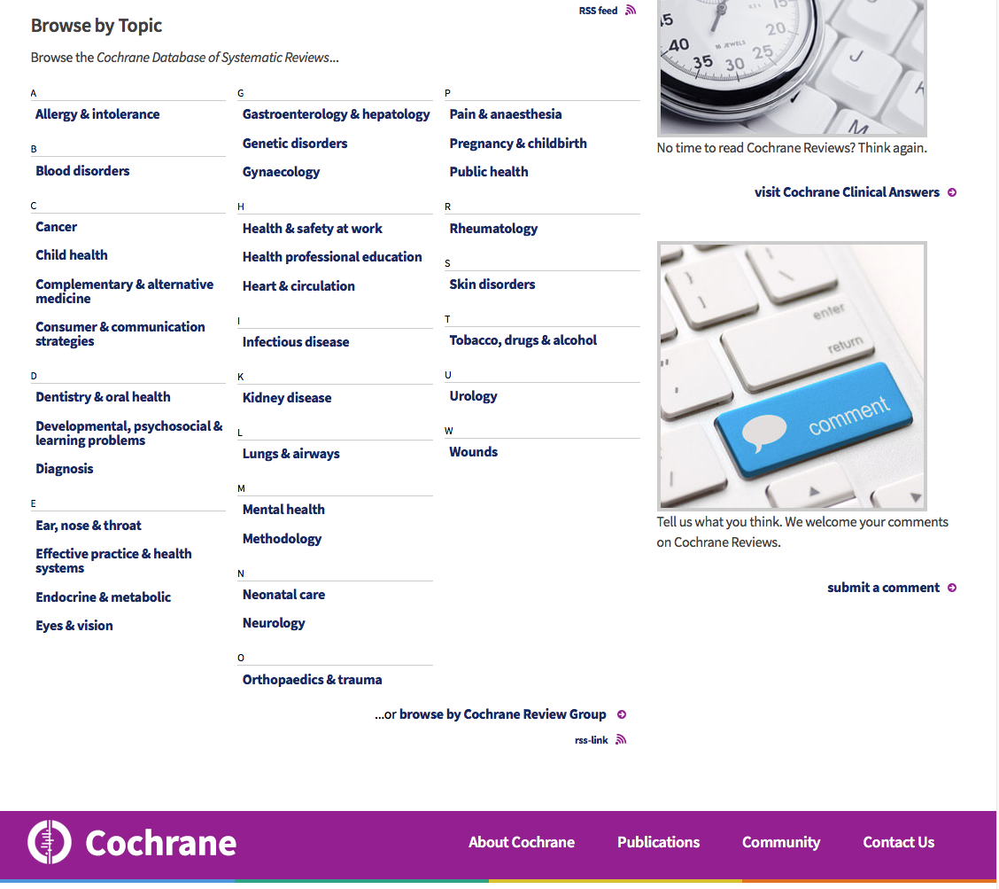 RSS feed
Browse by Topic
Browse the Cochrane Database of Systematic Reviews...
A
Allergy & intolerance
B
Blood disorders
C
Cancer
Child health
Complementary & alternative
medicine
Consumer & communication
strategies
D
Dentistry & oral health
Developmental, psychosocial &
learning problems
Diagnosis
E
Ear, nose & throat
Effective practice & health
systems
Endocrine & metabolic
Eyes & vision
G
Gastroenterology & hepatology
Genetic disorders
Gynaecology
H
Health & safety at work
Health professional education
Heart & circulation
I
Infectious disease
K
Kidney disease
L
Lungs & airways
M
Mental health
Methodology
N
Neonatal care
Neurology
O
Orthopaedics & trauma
P
Pain & anaesthesia
Pregnancy & childbirth
Public health
R
Rheumatology
S
Skin disorders
T
Tobacco, drugs & alcohol
U
Urology
W
Wounds
...or browse by Cochrane Review Group
rss-link
45
40
35
30
25
20
15
16 JEWELS
J
K
M
No time to read Cochrane Reviews? Think again.
visit Cochrane Clinical Answers
enter
return
comment
Tell us what you think. We welcome your comments
on Cochrane Reviews.
submit a comment
Cochrane
About Cochrane
Publications
Community
Contact Us